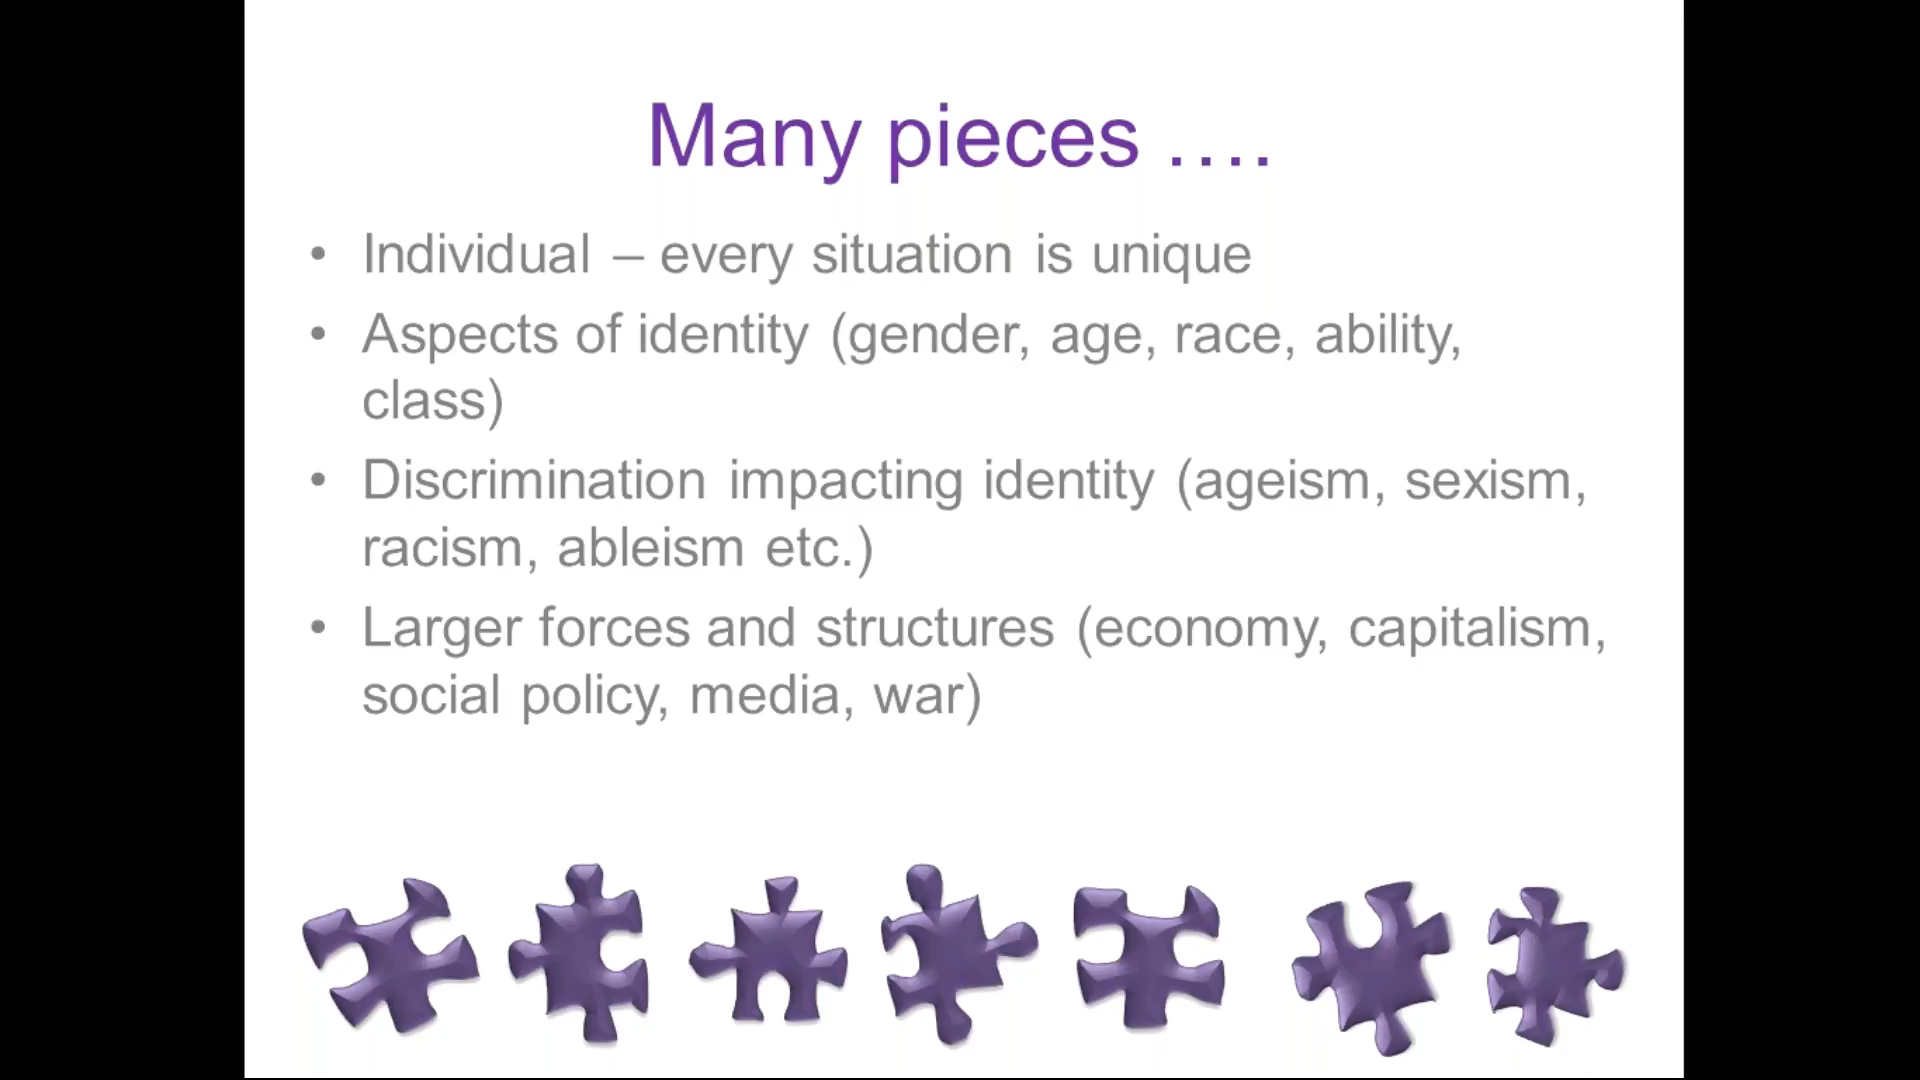 Many pieces ....
• Individual – every situation is unique
• Aspects of identity (gender, age, race, ability,
class)
• Discrimination impacting identity (ageism, sexism,
racism, ableism etc.)
• Larger forces and structures (economy, capitalism,
social policy, media, war)